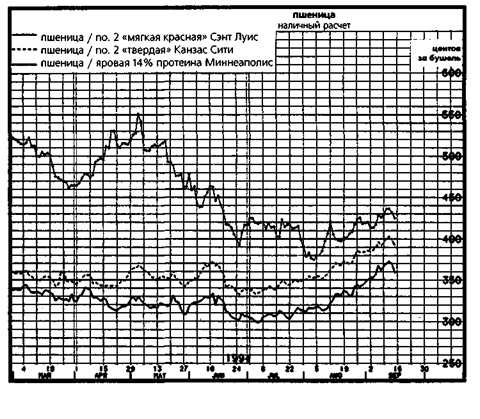 пшеница
наличный расчет
пшеница / no. 2 «мягкая красная» Сэнт Луис
пшеница / no. 2 «твердая» Канзас Сити
пшеница / яровая 14% протеина Миннеаполис
центов
за бушель
600
550
500
450
400
350
300
250
1994
4 18 1 15 29 13 27 10 24 8 22 5 19 2 16 30
MAR APR MAY JUN JUL AUG SEP